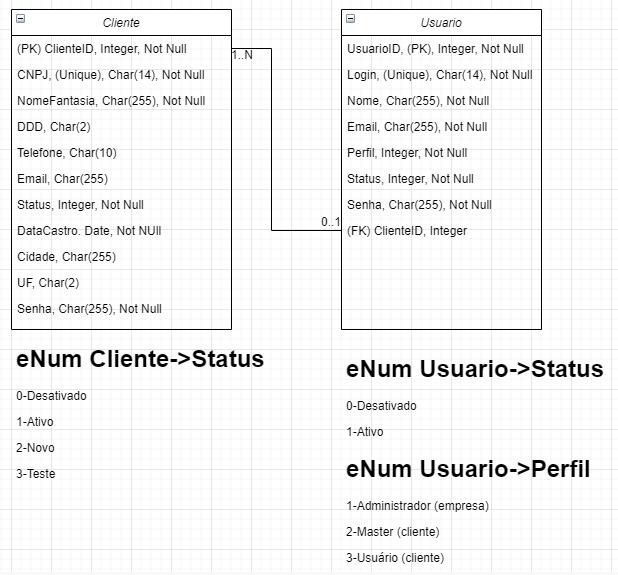 Cliente
(PK) ClienteID, Integer, Not Null
CNPJ, (Unique), Char(14), Not Null
NomeFantasia, Char(255), Not Null
DDD, Char(2)
Telefone, Char(10)
Email, Char(255)
Status, Integer, Not Null
DataCastro. Date, Not NUll
Cidade, Char(255)
UF, Char(2)
Senha, Char(255), Not Null
1..N
0..1
Usuario
UsuarioID, (PK), Integer, Not Null
Login, (Unique), Char(14), Not Null
Nome, Char(255), Not Null
Email, Char(255), Not Null
Perfil, Integer, Not Null
Status, Integer, Not Null
Senha, Char(255), Not Null
(FK) ClienteID, Integer
eNum Cliente->Status
0-Desativado
1-Ativo
2-Novo
3-Teste
eNum Usuario->Status
0-Desativado
1-Ativo
eNum Usuario->Perfil
1-Administrador (empresa)
2-Master (cliente)
3-Usuário (cliente)